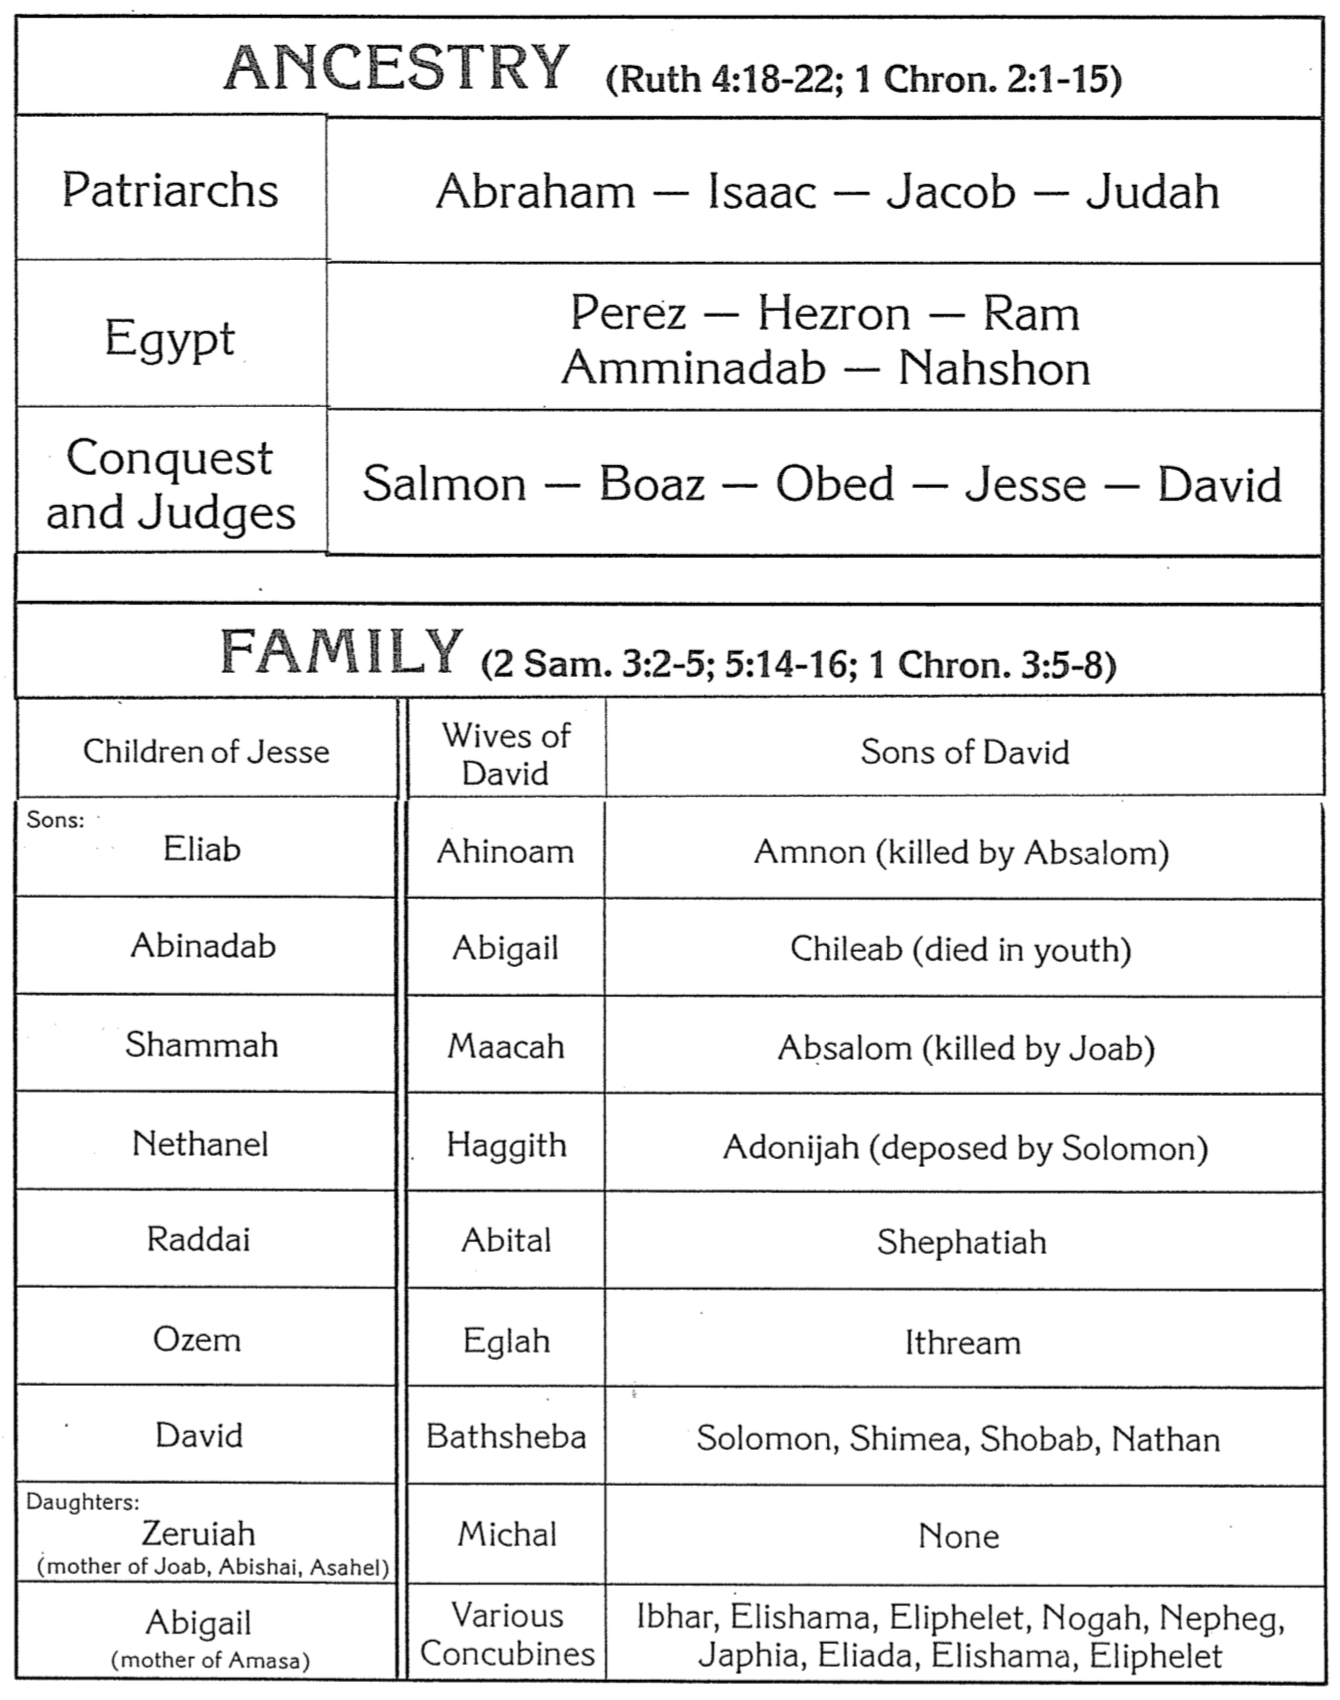 ANCESTRY (Ruth 4:18-22; 1 Chron. 2:1-15)
Patriarchs
Abraham — Isaac — Jacob — Judah
Egypt
Perez — Hezron — Ram
Amminadab — Nahshon
Conquest
and Judges
Salmon — Boaz — Obed — Jesse — David
FAMILY (2 Sam. 3:2-5; 5:14-16; 1 Chron. 3:5-8)
Children of Jesse
Wives of
David
Sons of David
Sons:
Eliab
Ahinoam
Amnon (killed by Absalom)
Abinadab
Abigail
Chileab (died in youth)
Shammah
Maacah
Absalom (killed by Joab)
Nethanel
Haggith
Adonijah (deposed by Solomon)
Raddai
Abital
Shephatiah
Ozem
Eglah
Ithream
David
Bathsheba
Solomon, Shimea, Shobab, Nathan
Daughters:
Zeruiah
(mother of Joab, Abishai, Asahel)
Michal
None
Abigail
(mother of Amasa)
Various
Concubines
Ibhar, Elishama, Eliphelet, Nogah, Nepheg,
Japhia, Eliada, Elishama, Eliphelet